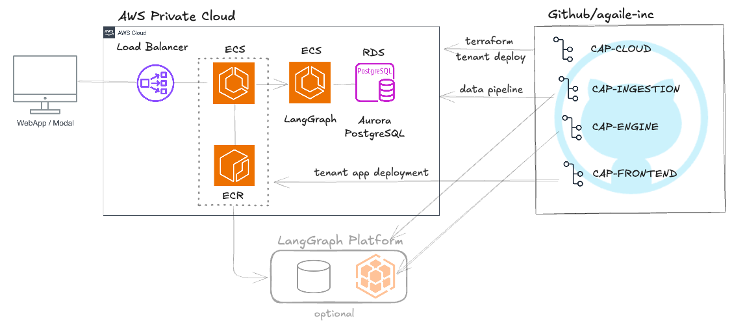 AWS Private Cloud
Github/agaile-inc
aws
AWS Cloud
Load Balancer
ECS
ECS
RDS
terraform
CAP-CLOUD
tenant deploy
PostgreSQL
data pipeline
CAP-INGESTION
WebApp / Modal
LangGraph
Aurora
PostgreSQL
CAP-ENGINE
tenant app deployment
CAP-FRONTEND
ECR
LangGraph Platform
optional